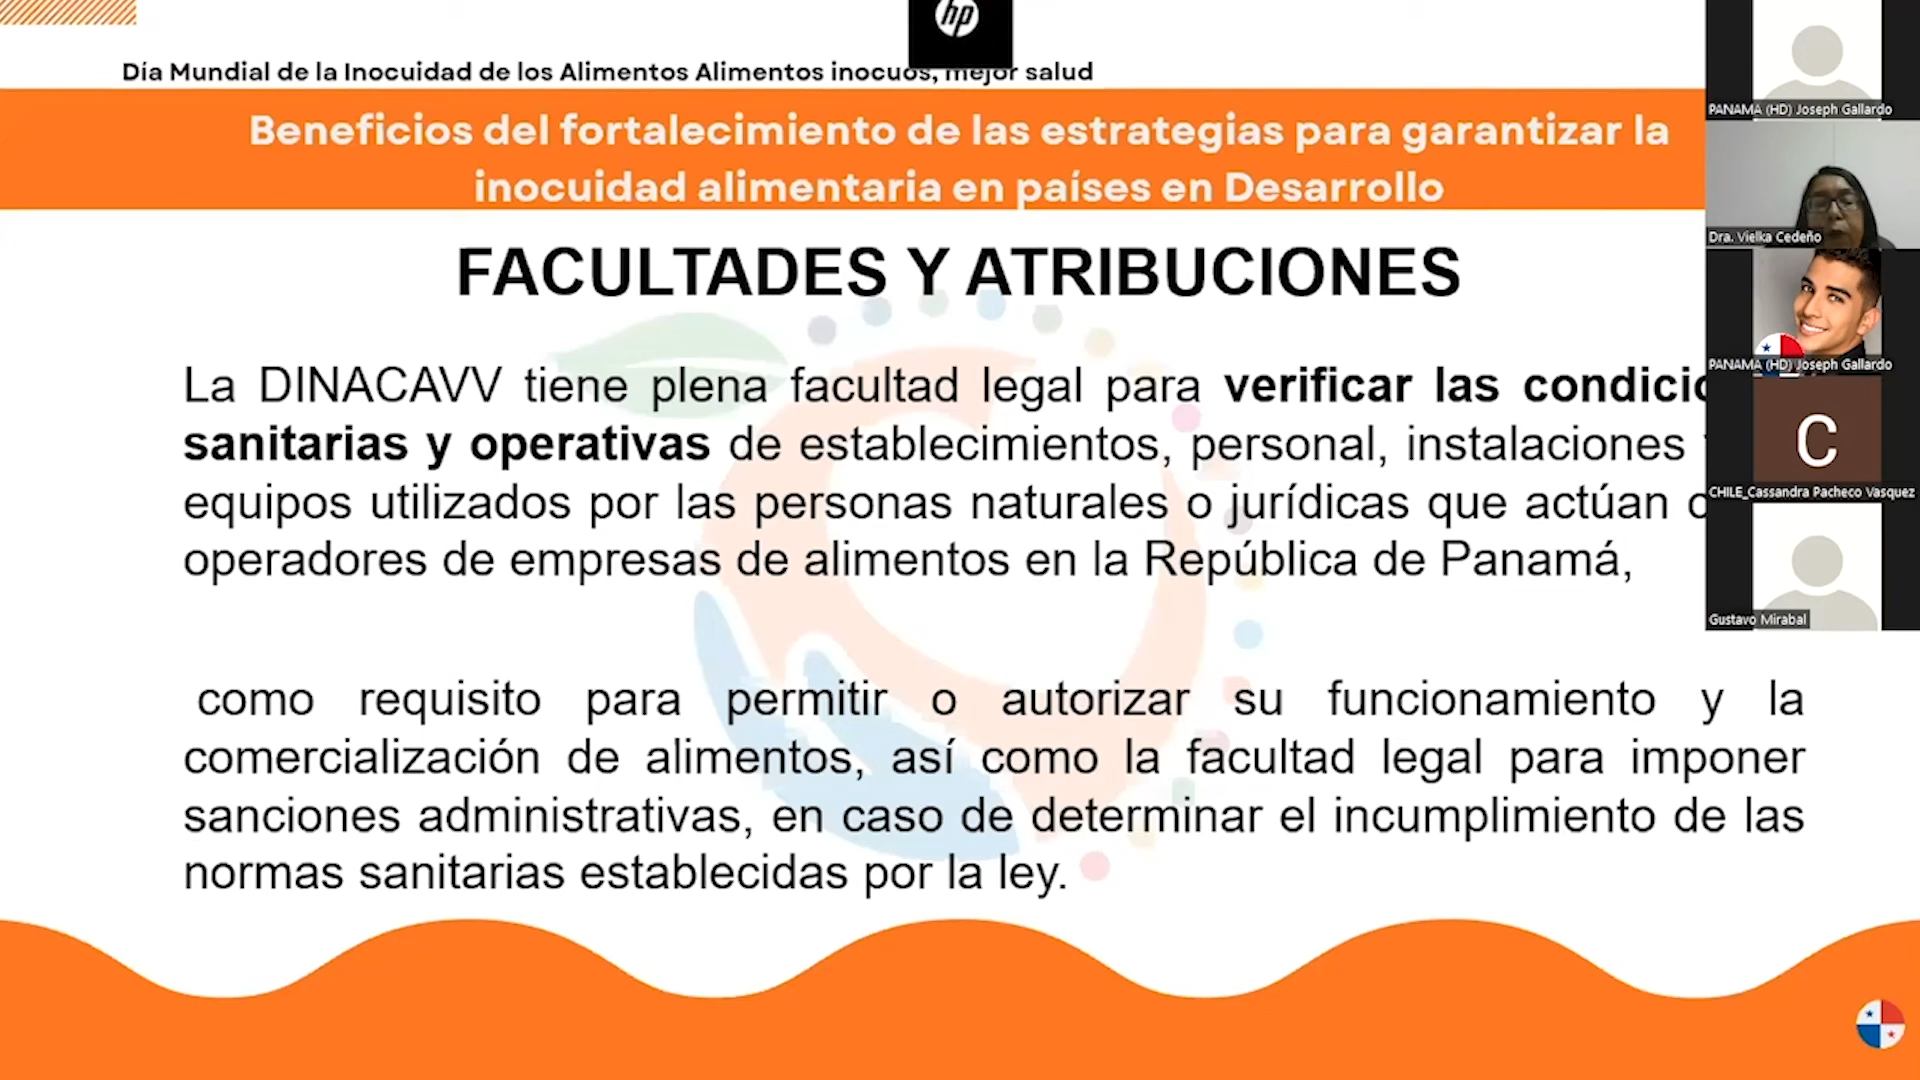 hp
Día Mundial de la Inocuidad de los Alimentos Alimentos inocuos, mejor salud
Beneficios del fortalecimiento de las estrategias para garantizar la
inocuidad alimentaria en países en Desarrollo
FACULTADES Y ATRIBUCIONES
La DINACAVV tiene plena facultad legal para verificar las condicio
sanitarias y operativas de establecimientos, personal, instalaciones
equipos utilizados por las personas naturales o jurídicas que actúan
operadores de empresas de alimentos en la República de Panamá,
como requisito para permitir o autorizar su funcionamiento y la
comercialización de alimentos, así como la facultad legal para imponer
sanciones administrativas, en caso de determinar el incumplimiento de las
normas sanitarias establecidas por la ley.
PANAMA (HD) Joseph Gallardo
Dra. Vielka Cedeño
PANAMA (HD) Joseph Gallardo
C
CHILE_Cassandra Pacheco Vasquez
Gustavo Mirabal